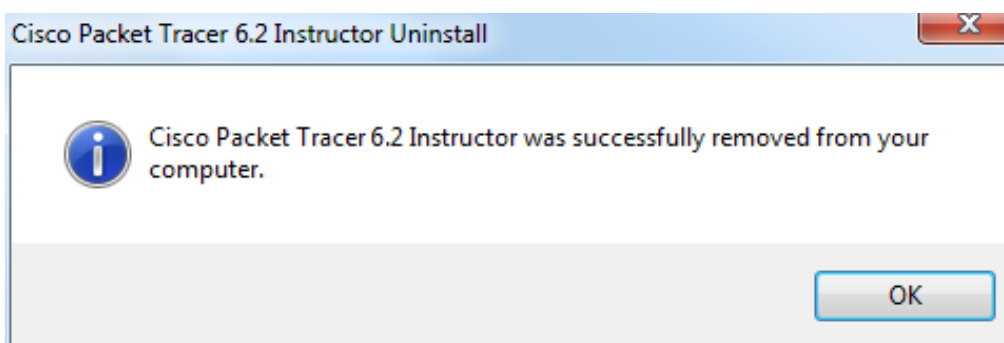 Cisco Packet Tracer 6.2 Instructor Uninstall
Cisco Packet Tracer 6.2 Instructor was successfully removed from your
computer.
OK